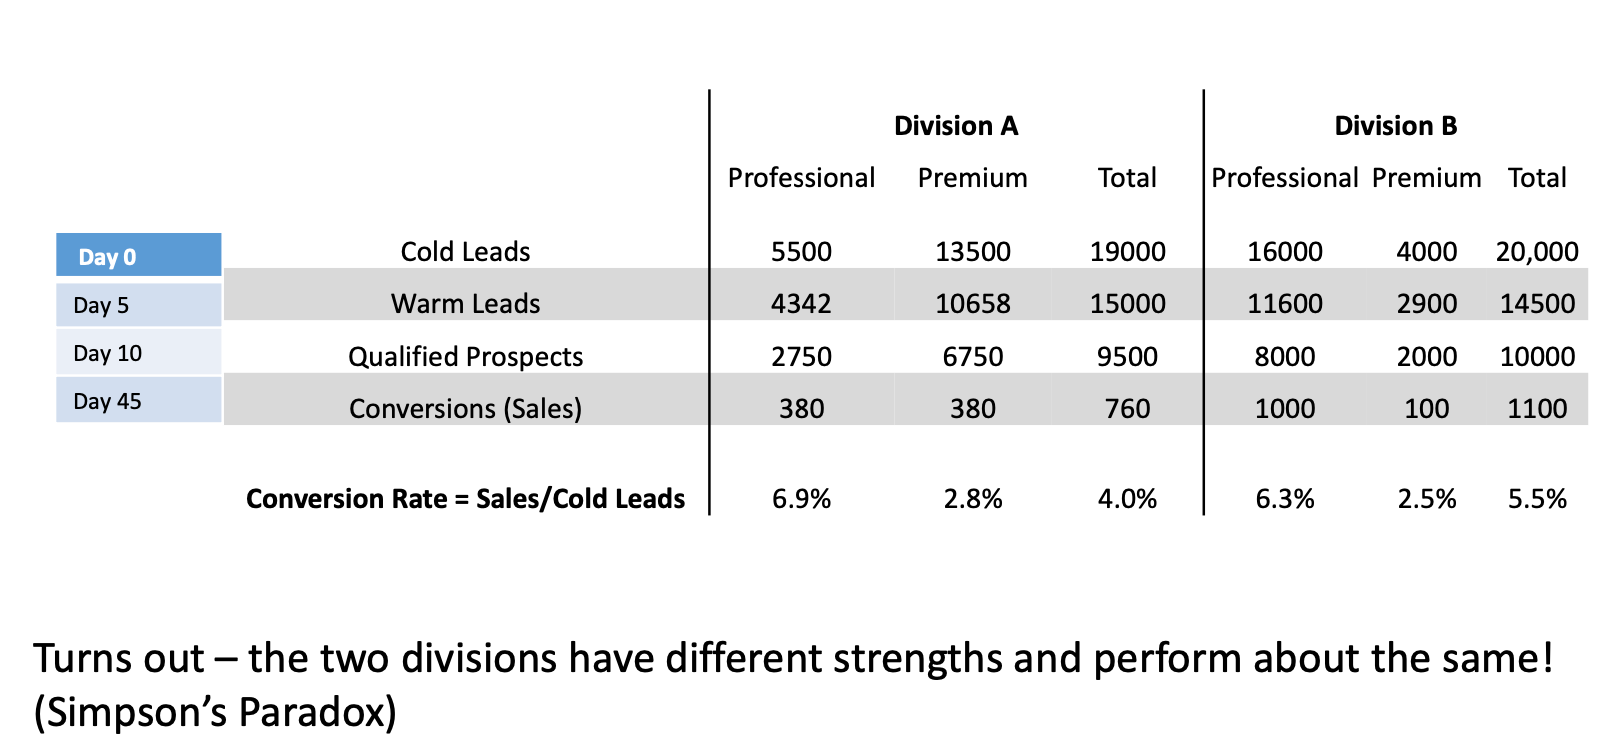 Division A Division B
Professional Premium Total Professional Premium Total
Day 0 Cold Leads 5500 13500 19000 16000 4000 20,000
Day 5 Warm Leads 4342 10658 15000 11600 2900 14500
Day 10 Qualified Prospects 2750 6750 9500 8000 2000 10000
Day 45 Conversions (Sales) 380 380 760 1000 100 1100
Conversion Rate = Sales/Cold Leads 6.9% 2.8% 4.0% 6.3% 2.5% 5.5%
Turns out – the two divisions have different strengths and perform about the same!
(Simpson’s Paradox)